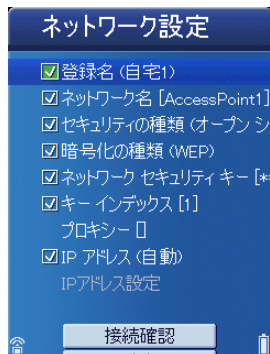 ネットワーク設定
登録名 (自宅1)
ネットワーク名 [AccessPoint1]
セキュリティの種類 (オープン シ
暗号化の種類 (WEP)
ネットワーク セキュリティ キー [**
キー インデックス [1]
プロキシー []
IP アドレス (自動)
IPアドレス設定
接続確認